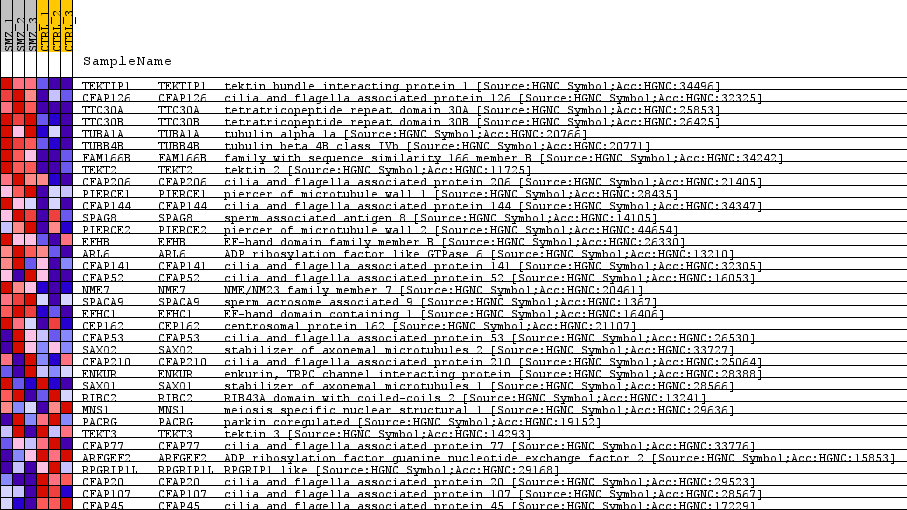 SMZ_1 SMZ_2 SMZ_3 CTRL_1 CTRL_2 CTRL_3
SampleName
TEKTIP1 TEKTIP1 tektin bundle interacting protein 1 [Source:HGNC Symbol;Acc:HGNC:34496]
CFAP126 CFAP126 cilia and flagella associated protein 126 [Source:HGNC Symbol;Acc:HGNC:32325]
TTC30A TTC30A tetratricopeptide repeat domain 30A [Source:HGNC Symbol;Acc:HGNC:25853]
TTC30B TTC30B tetratricopeptide repeat domain 30B [Source:HGNC Symbol;Acc:HGNC:26425]
TUBA1A TUBA1A tubulin alpha 1a [Source:HGNC Symbol;Acc:HGNC:20766]
TUBB4B TUBB4B tubulin beta 4B class IVb [Source:HGNC Symbol;Acc:HGNC:20771]
FAM166B FAM166B family with sequence similarity 166 member B [Source:HGNC Symbol;Acc:HGNC:34242]
TEKT2 TEKT2 tektin 2 [Source:HGNC Symbol;Acc:HGNC:11725]
CFAP206 CFAP206 cilia and flagella associated protein 206 [Source:HGNC Symbol;Acc:HGNC:21405]
PIERCE1 PIERCE1 piercer of microtubule wall 1 [Source:HGNC Symbol;Acc:HGNC:28435]
CFAP144 CFAP144 cilia and flagella associated protein 144 [Source:HGNC Symbol;Acc:HGNC:34347]
SPAG8 SPAG8 sperm associated antigen 8 [Source:HGNC Symbol;Acc:HGNC:14105]
PIERCE2 PIERCE2 piercer of microtubule wall 2 [Source:HGNC Symbol;Acc:HGNC:44654]
EFHB EFHB EF-hand domain family member B [Source:HGNC Symbol;Acc:HGNC:26330]
ARL6 ARL6 ADP ribosylation factor like GTPase 6 [Source:HGNC Symbol;Acc:HGNC:13210]
CFAP141 CFAP141 cilia and flagella associated protein 141 [Source:HGNC Symbol;Acc:HGNC:32305]
CFAP52 CFAP52 cilia and flagella associated protein 52 [Source:HGNC Symbol;Acc:HGNC:16053]
NME7 NME7 NME/NM23 family member 7 [Source:HGNC Symbol;Acc:HGNC:20461]
SPACA9 SPACA9 sperm acrosome associated 9 [Source:HGNC Symbol;Acc:HGNC:1367]
EFHC1 EFHC1 EF-hand domain containing 1 [Source:HGNC Symbol;Acc:HGNC:16406]
CEP162 CEP162 centrosomal protein 162 [Source:HGNC Symbol;Acc:HGNC:21107]
CFAP53 CFAP53 cilia and flagella associated protein 53 [Source:HGNC Symbol;Acc:HGNC:26530]
SAXO2 SAXO2 stabilizer of axonemal microtubules 2 [Source:HGNC Symbol;Acc:HGNC:33727]
CFAP210 CFAP210 cilia and flagella associated protein 210 [Source:HGNC Symbol;Acc:HGNC:25064]
ENKUR ENKUR enkurin, TRPC channel interacting protein [Source:HGNC Symbol;Acc:HGNC:28388]
SAXO1 SAXO1 stabilizer of axonemal microtubules 1 [Source:HGNC Symbol;Acc:HGNC:28566]
RIBC2 RIBC2 RIB43A domain with coiled-coils 2 [Source:HGNC Symbol;Acc:HGNC:13241]
MNS1 MNS1 meiosis specific nuclear structural 1 [Source:HGNC Symbol;Acc:HGNC:29636]
PACRG PACRG parkin coregulated [Source:HGNC Symbol;Acc:HGNC:19152]
TEKT3 TEKT3 tektin 3 [Source:HGNC Symbol;Acc:HGNC:14293]
CFAP77 CFAP77 cilia and flagella associated protein 77 [Source:HGNC Symbol;Acc:HGNC:33776]
ARFGEF2 ARFGEF2 ADP ribosylation factor guanine nucleotide exchange factor 2 [Source:HGNC Symbol;Acc:HGNC:15853]
RPGRIP1L RPGRIP1L RPGRIP1 like [Source:HGNC Symbol;Acc:HGNC:29168]
CFAP20 CFAP20 cilia and flagella associated protein 20 [Source:HGNC Symbol;Acc:HGNC:29523]
CFAP107 CFAP107 cilia and flagella associated protein 107 [Source:HGNC Symbol;Acc:HGNC:28567]
CFAP45 CFAP45 cilia and flagella associated protein 45 [Source:HGNC Symbol;Acc:HGNC:17229]